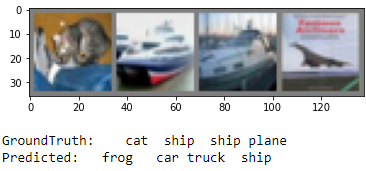 0
10
20
30
0 20 40 60 80 100 120
GroundTruth: cat ship ship plane
Predicted: frog car truck ship